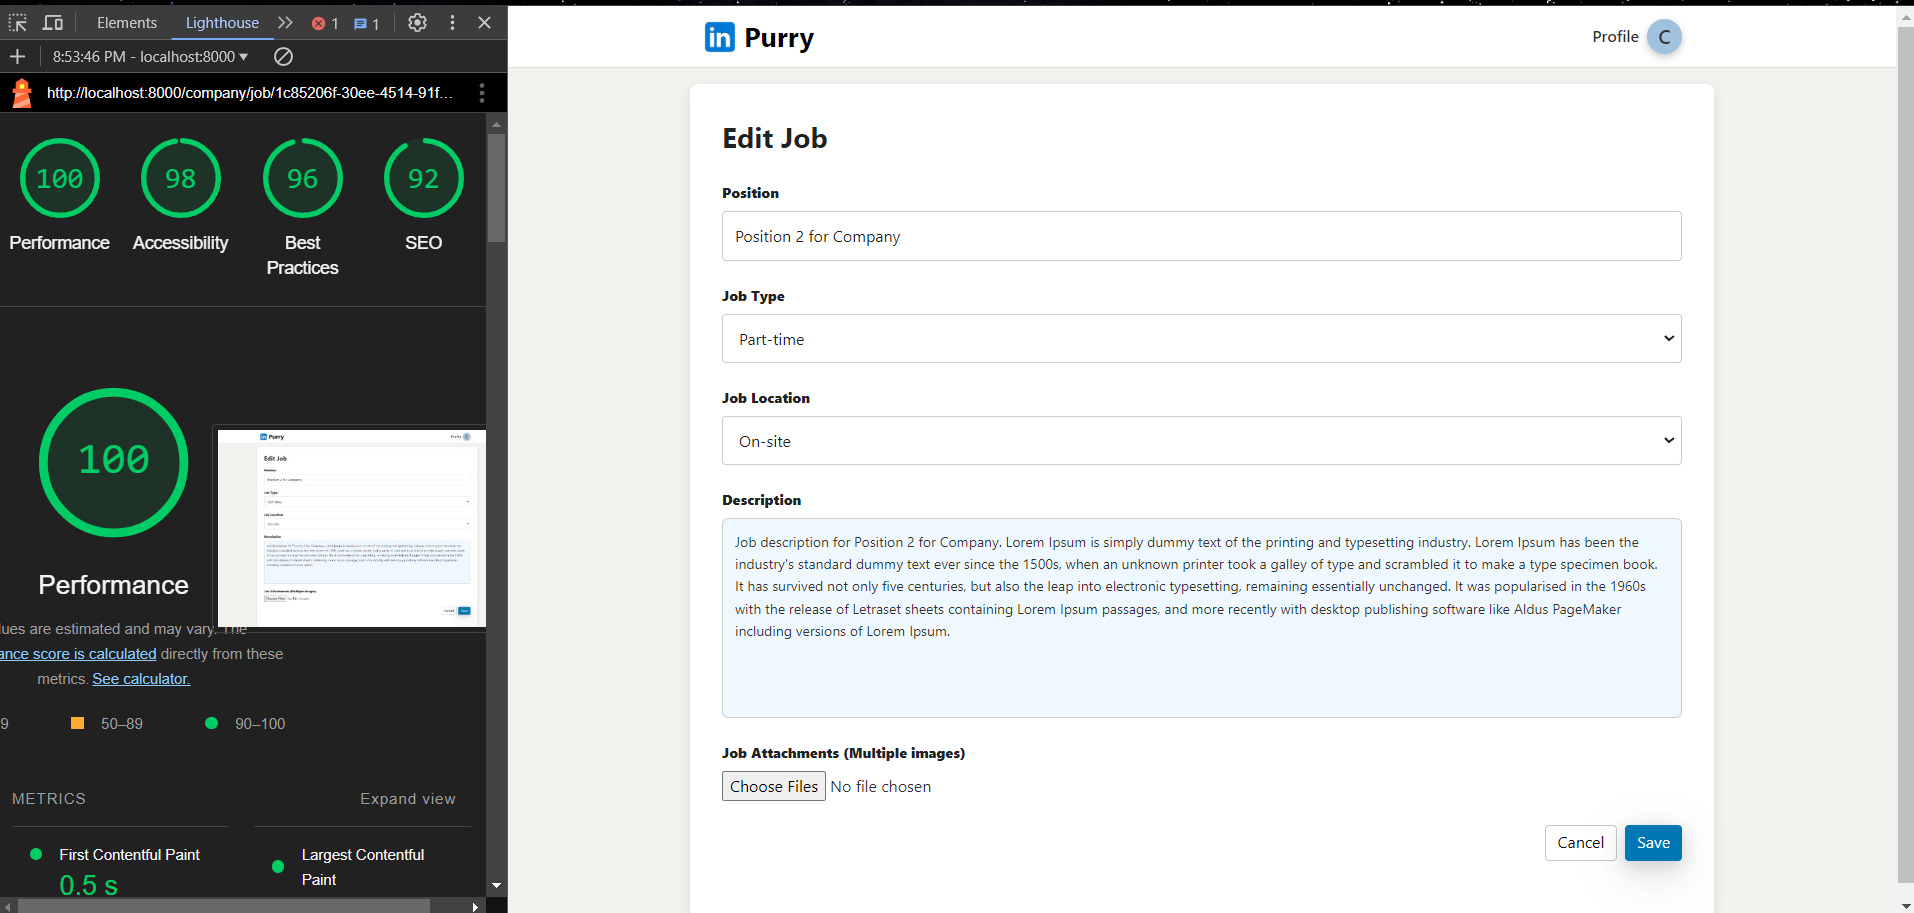 Elements
Lighthouse
1
1
8:53:46 PM - localhost:8000
http://localhost:8000/company/job/1c85206f-30ee-4514-91f...
100
98
96
92
Performance
Accessibility
Best
Practices
SEO
100
Performance
lues are estimated and may vary. The
ance score is calculated directly from these
metrics. See calculator.
9
50–89
90–100
METRICS
Expand view
First Contentful Paint
0.5 s
Largest Contentful
Paint
in Purry
Profile C
Edit Job
Position
Position 2 for Company
Job Type
Part-time
Job Location
On-site
Description
Job description for Position 2 for Company. Lorem Ipsum is simply dummy text of the printing and typesetting industry. Lorem Ipsum has been the
industry's standard dummy text ever since the 1500s, when an unknown printer took a galley of type and scrambled it to make a type specimen book.
It has survived not only five centuries, but also the leap into electronic typesetting, remaining essentially unchanged. It was popularised in the 1960s
with the release of Letraset sheets containing Lorem Ipsum passages, and more recently with desktop publishing software like Aldus PageMaker
including versions of Lorem Ipsum.
Job Attachments (Multiple images)
Choose Files No file chosen
Cancel
Save